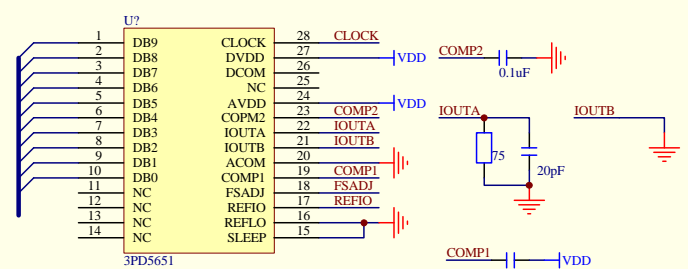 U?
1 DB9 CLOCK 28 CLOCK
2 DB8 DVDD 27 VDD
3 DB7 DCOM 26
4 DB6 NC 25
5 DB5 AVDD 24 VDD
6 DB4 COPM2 23 COMP2
7 DB3 IOUTA 22 IOUTA
8 DB2 IOUTB 21 IOUTB
9 DB1 ACOM 20
10 DB0 COMP1 19 COMP1
11 NC FSADJ 18 FSADJ
12 NC REFIO 17 REFIO
13 NC REFLO 16
14 NC SLEEP 15
3PD5651
COMP2
0.1uF
IOUTA
IOUTB
75
20pF
COMP1 VDD